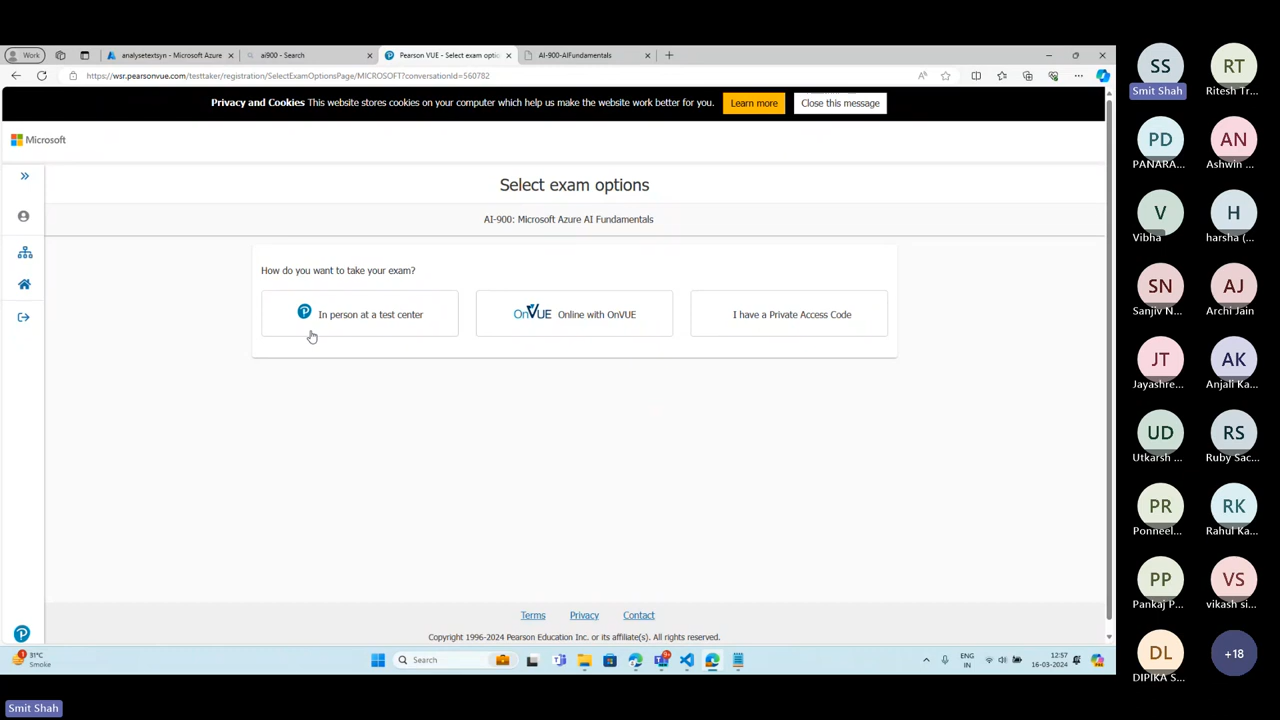 Work
analysetextsyn - Microsoft Azure
ai900 - Search
Pearson VUE - Select exam optio
AI-900-AIFundamentals
https://wsr.pearsonvue.com/testtaker/registration/SelectExamOptionsPage/MICROSOFT?conversationId=560782
Privacy and Cookies This website stores cookies on your computer which help us make the website work better for you.
Learn more
Close this message
Microsoft
Select exam options
AI-900: Microsoft Azure AI Fundamentals
How do you want to take your exam?
In person at a test center
OnVUE Online with OnVUE
I have a Private Access Code
Terms
Privacy
Contact
Copyright 1996-2024 Pearson Education Inc. or its affiliate(s). All rights reserved.
31°C
Smoke
Search
ENG
IN
12:57
16-03-2024
SS
Smit Shah
RT
Ritesh Tr...
PD
PANARA...
AN
Ashwin ...
V
Vibha
H
harsha (...
SN
Sanjiv N...
AJ
Archi Jain
JT
Jayashre...
AK
Anjali Ka...
UD
Utkarsh ...
RS
Ruby Sac...
PR
Ponneel...
RK
Rahul Ka...
PP
Pankaj P...
VS
vikash si...
DL
DIPIKA S...
+18
Smit Shah